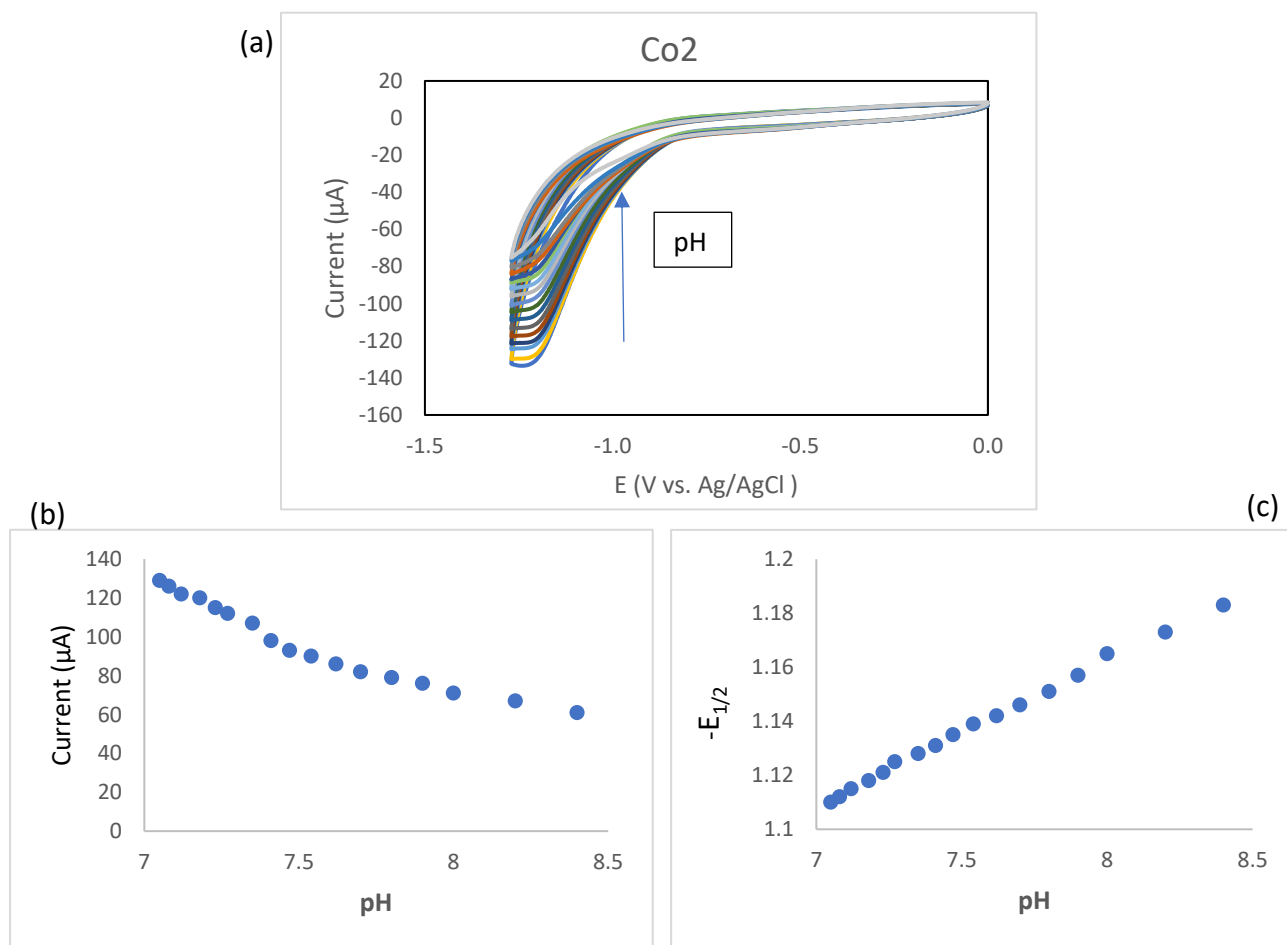 (a)
Co2
20
0
-20
-40
-60
-80
-100
-120
-140
-160
Current (µA)
pH
-1.5 -1.0 -0.5 0.0
E (V vs. Ag/AgCl )
(b)
140
120
100
80
60
40
20
0
Current (µA)
7 7.5 8 8.5
pH
(c)
1.2
1.18
1.16
1.14
1.12
1.1
-E1/2
7 7.5 8 8.5
pH